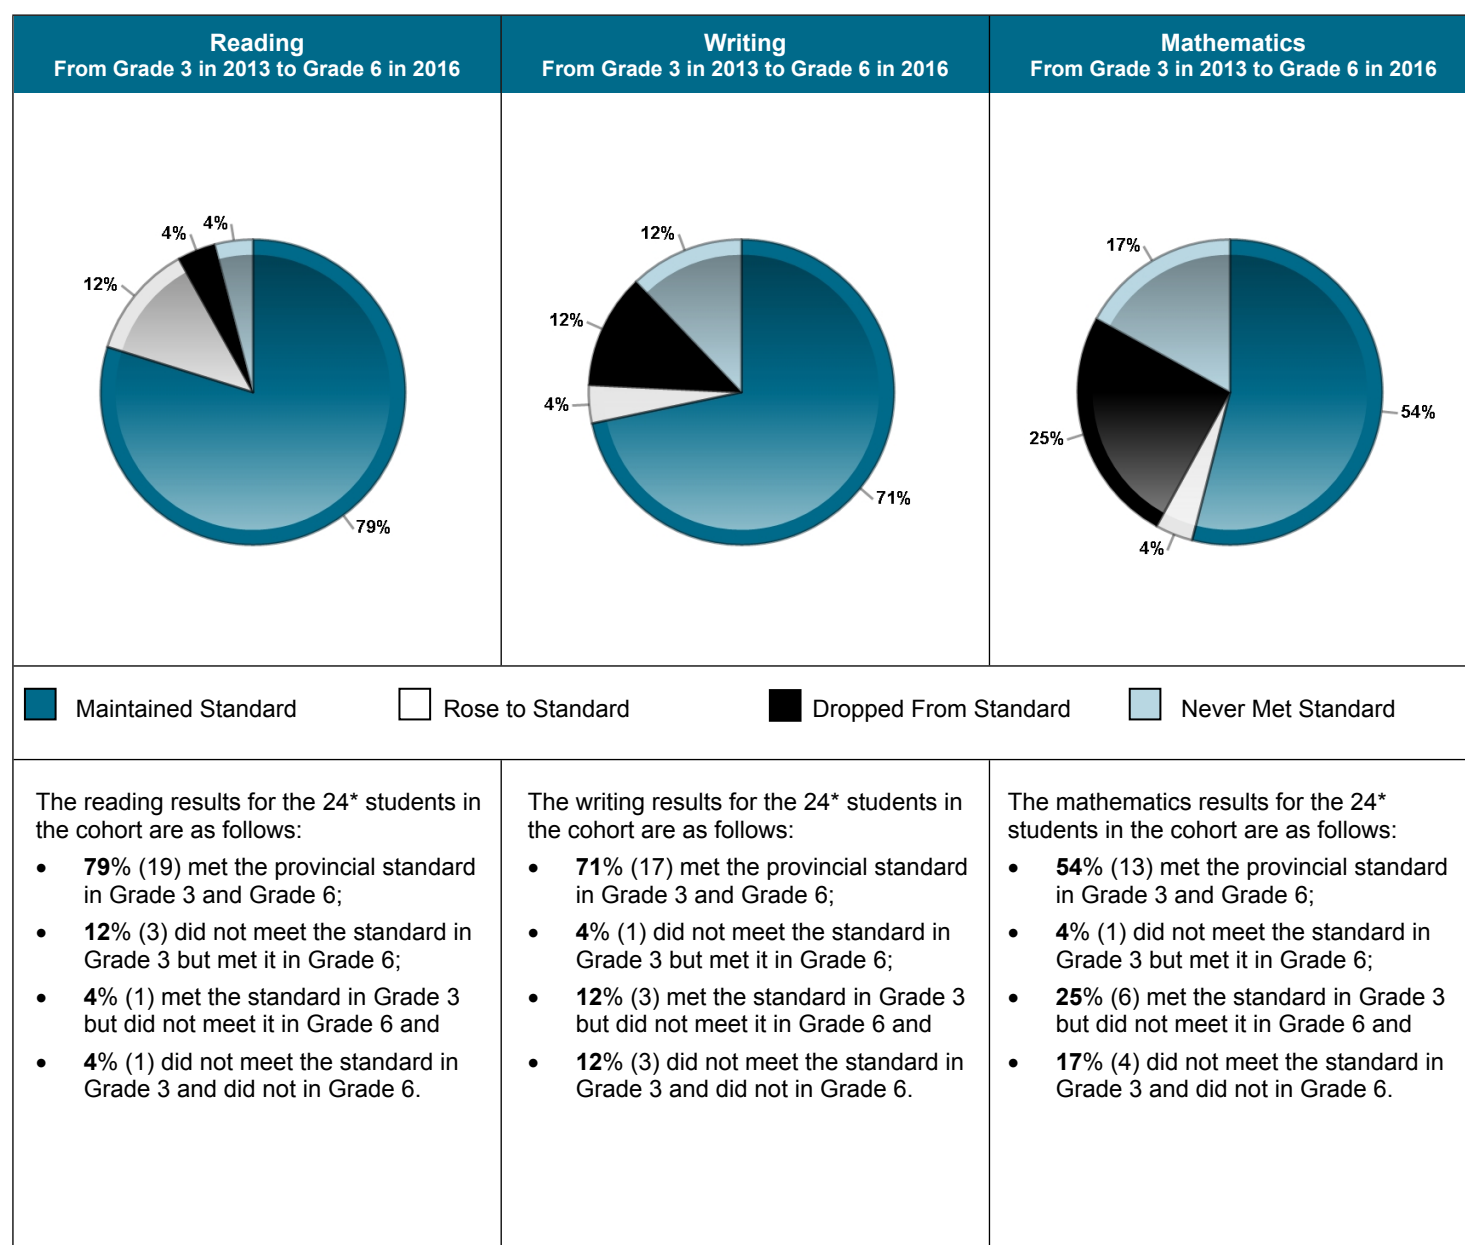 Reading
From Grade 3 in 2013 to Grade 6 in 2016
Writing
From Grade 3 in 2013 to Grade 6 in 2016
Mathematics
From Grade 3 in 2013 to Grade 6 in 2016
4%
4%
12%
79%
12%
12%
4%
71%
17%
54%
25%
4%
Maintained Standard
Rose to Standard
Dropped From Standard
Never Met Standard
The reading results for the 24* students in
the cohort are as follows:
• 79% (19) met the provincial standard
in Grade 3 and Grade 6;
• 12% (3) did not meet the standard in
Grade 3 but met it in Grade 6;
• 4% (1) met the standard in Grade 3
but did not meet it in Grade 6 and
• 4% (1) did not meet the standard in
Grade 3 and did not in Grade 6.
The writing results for the 24* students in
the cohort are as follows:
• 71% (17) met the provincial standard
in Grade 3 and Grade 6;
• 4% (1) did not meet the standard in
Grade 3 but met it in Grade 6;
• 12% (3) met the standard in Grade 3
but did not meet it in Grade 6 and
• 12% (3) did not meet the standard in
Grade 3 and did not in Grade 6.
The mathematics results for the 24*
students in the cohort are as follows:
• 54% (13) met the provincial standard
in Grade 3 and Grade 6;
• 4% (1) did not meet the standard in
Grade 3 but met it in Grade 6;
• 25% (6) met the standard in Grade 3
but did not meet it in Grade 6 and
• 17% (4) did not meet the standard in
Grade 3 and did not in Grade 6.